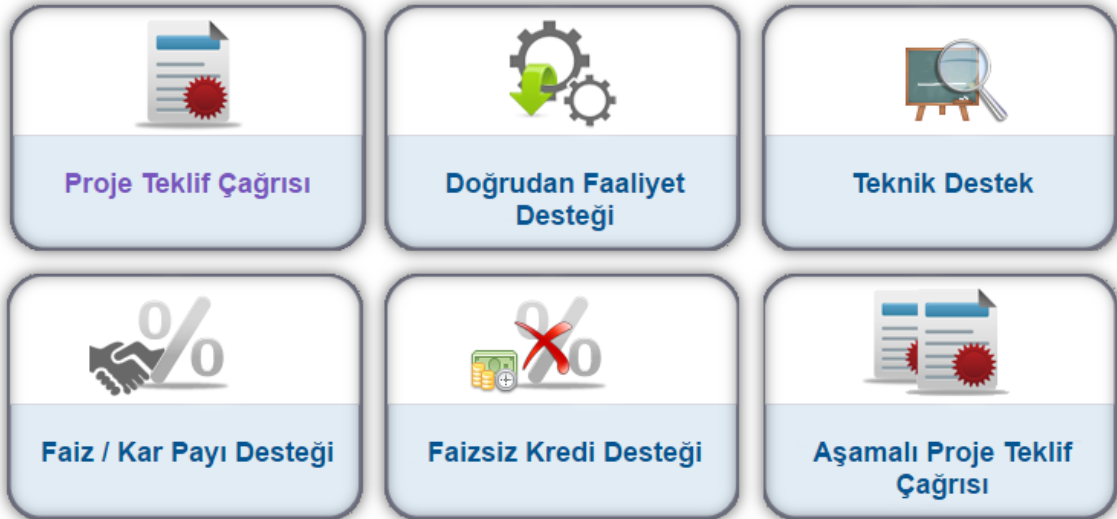 Proje Teklif Çağrısı
Doğrudan Faaliyet
Desteği
Teknik Destek
Faiz / Kar Payı Desteği
Faizsiz Kredi Desteği
Aşamalı Proje Teklif
Çağrısı